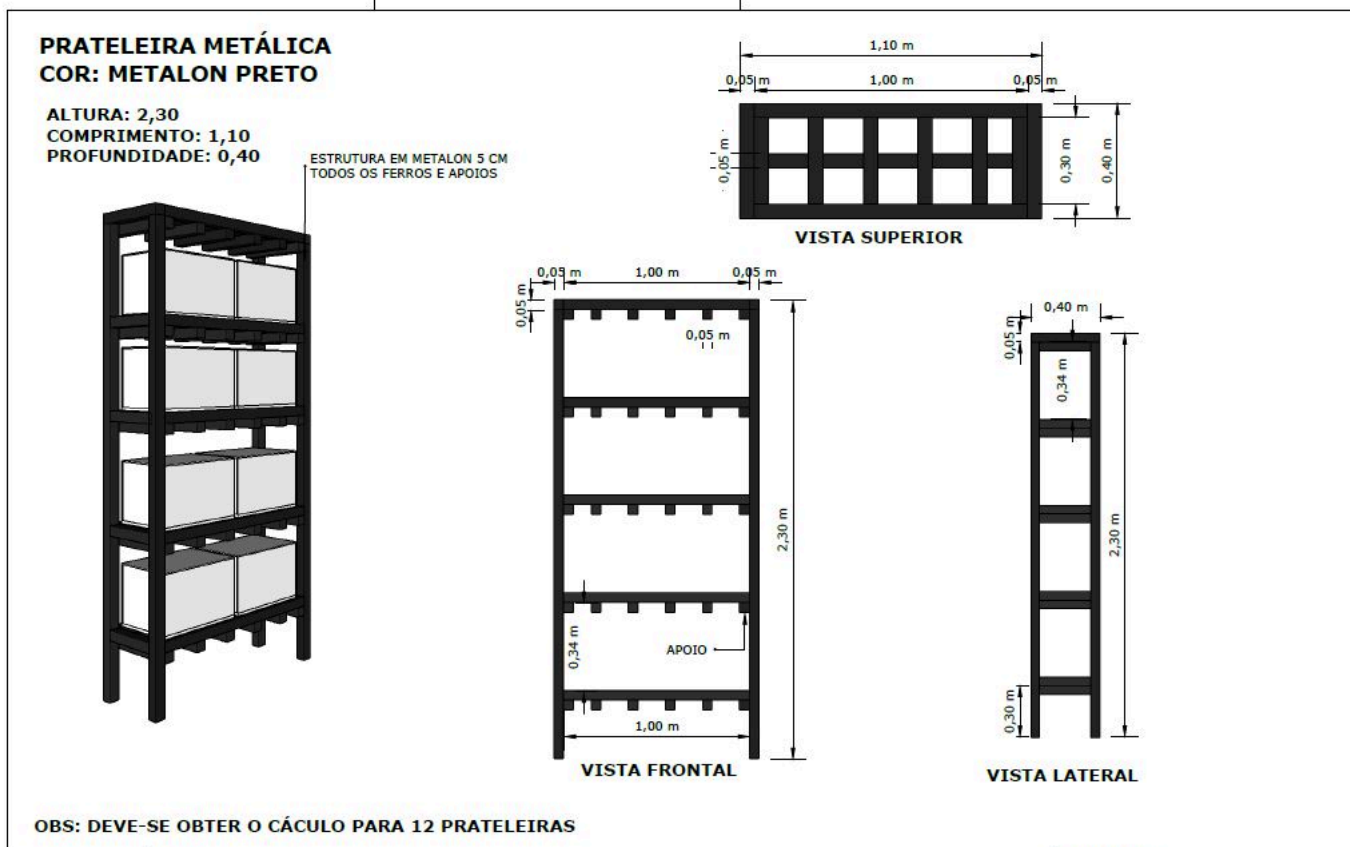 PRATELEIRA METÁLICA
COR: METALON PRETO
ALTURA: 2,30
COMPRIMENTO: 1,10
PROFUNDIDADE: 0,40
ESTRUTURA EM METALON 5 CM
TODOS OS FERROS E APOIOS
1,10 m
0,05 m
1,00 m
0,05 m
0,05 m
0,30 m
0,40 m
VISTA SUPERIOR
0,05 m
1,00 m
0,05 m
0,05 m
0,05 m
2,30 m
0,34 m
APOIO
1,00 m
VISTA FRONTAL
0,40 m
0,05 m
0,34 m
2,30 m
0,30 m
VISTA LATERAL
OBS: DEVE-SE OBTER O CÁCULO PARA 12 PRATELEIRAS